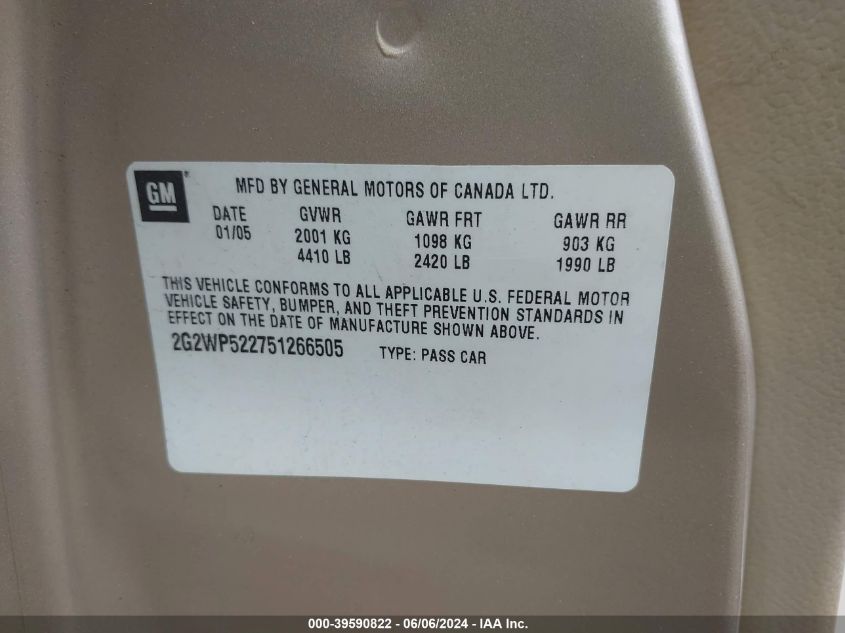 GM®
MFD BY GENERAL MOTORS OF CANADA LTD.
DATE GVWR GAWR FRT GAWR RR
01/05 2001 KG 1098 KG 903 KG
4410 LB 2420 LB 1990 LB
THIS VEHICLE CONFORMS TO ALL APPLICABLE U.S. FEDERAL MOTOR
VEHICLE SAFETY, BUMPER, AND THEFT PREVENTION STANDARDS IN
EFFECT ON THE DATE OF MANUFACTURE SHOWN ABOVE.
2G2WP522751266505 TYPE: PASS CAR
000-39590822 - 06/06/2024 - IAA Inc.